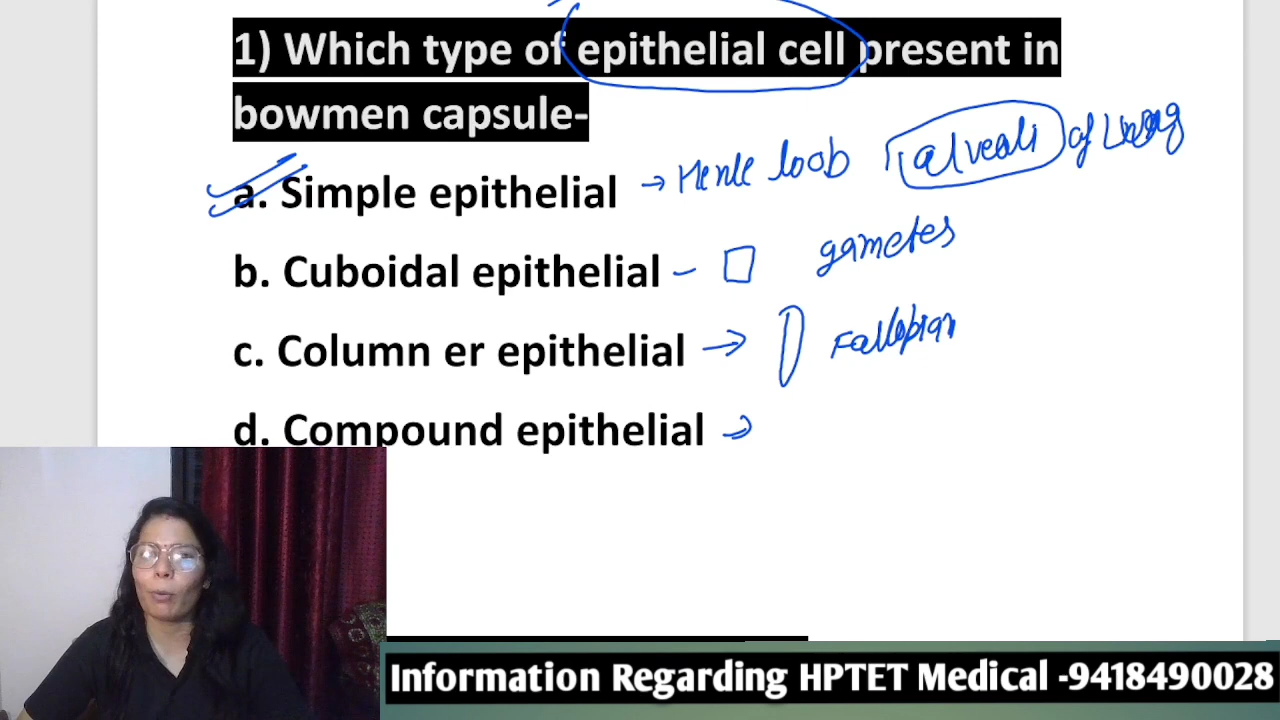 1) Which type of epithelial cell present in
bowmen capsule-
a. Simple epithelial → Henle loob alveoli of
b. Cuboidal epithelial - gametes
c. Column er epithelial → Fallopian
d. Compound epithelial →
Information Regarding HPTET Medical -9418490028